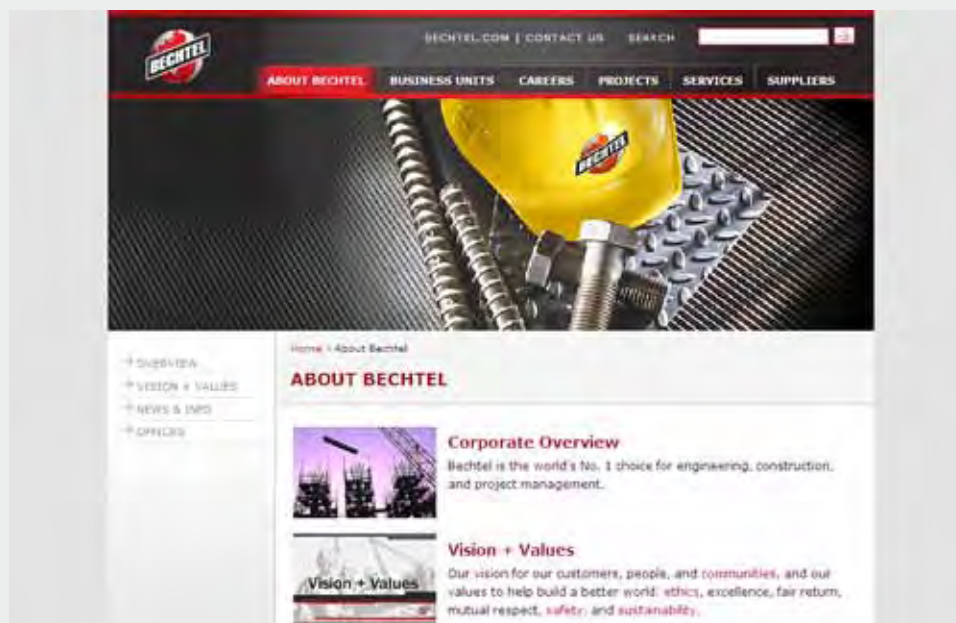 BECHTEL
BECHTEL.COM | CONTACT US SEARCH
ABOUT BECHTEL BUSINESS UNITS CAREERS PROJECTS SERVICES SUPPLIERS
BECHTEL
Home > About Bechtel
+ OVERVIEW
+ VISION + VALUES
+ NEWS & INFO
+ OFFICES
ABOUT BECHTEL
Corporate Overview
Bechtel is the world's No. 1 choice for engineering, construction,
and project management.
Vision + Values
Vision + Values
Our vision for our customers, people, and communities, and our
values to help build a better world: ethics, excellence, fair return,
mutual respect, safety, and sustainability.